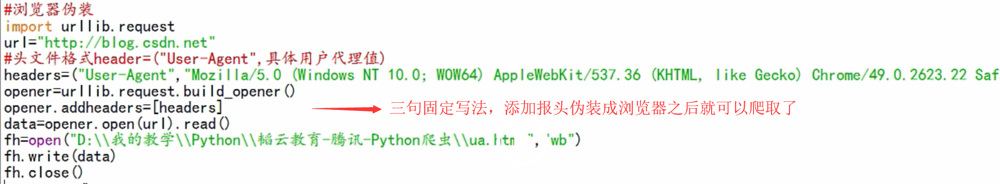 #浏览器伪装
import urllib.request
url="http://blog.csdn.net"
#头文件格式header=("User-Agent",具体用户代理值)
headers=("User-Agent","Mozilla/5.0 (Windows NT 10.0; WOW64) AppleWebKit/537.36 (KHTML, like Gecko) Chrome/49.0.2623.22 Saf
opener=urllib.request.build_opener()
opener.addheaders=[headers]
三句固定写法，添加报头伪装成浏览器之后就可以爬取了
data=opener.open(url).read()
fh=open("D:\\我的教学\\Python\\韬云教育-腾讯-Python爬虫\\ua.htm ","wb")
fh.write(data)
fh.close()